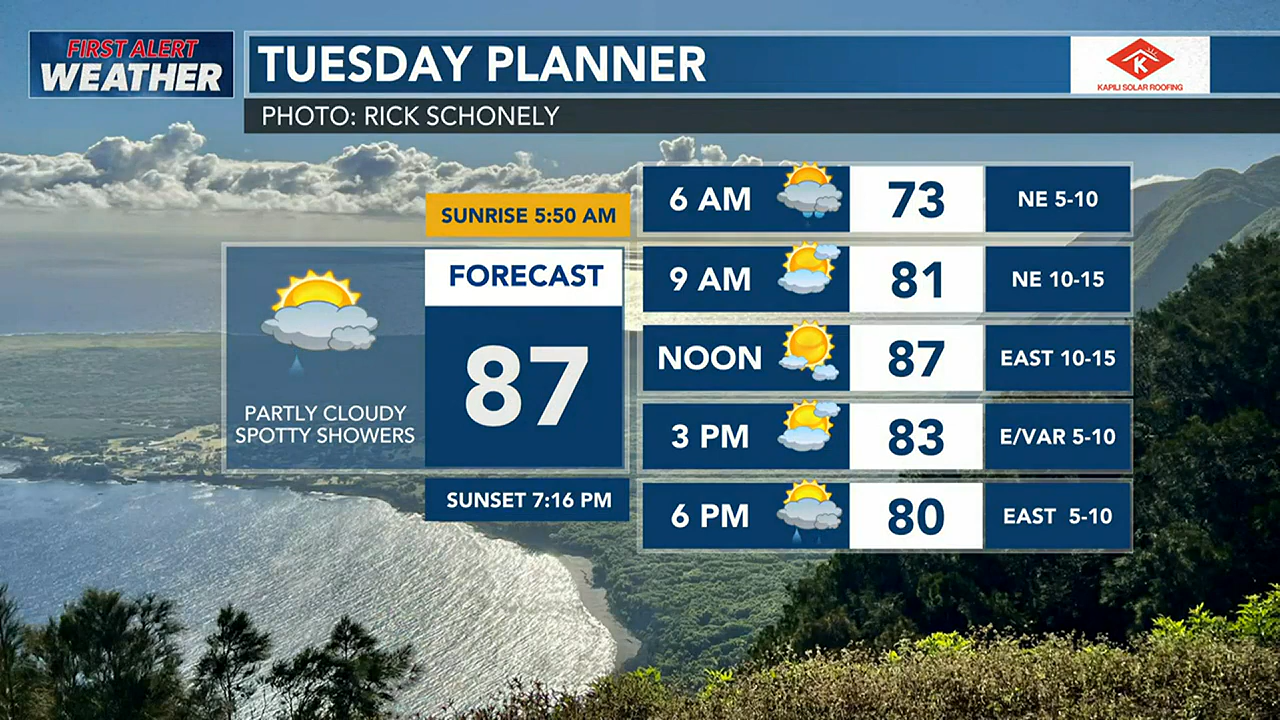 FIRST ALERT
WEATHER
TUESDAY PLANNER
K
KAPILI SOLAR ROOFING
PHOTO: RICK SCHONELY
SUNRISE 5:50 AM
FORECAST
87
PARTLY CLOUDY
SPOTTY SHOWERS
SUNSET 7:16 PM
6 AM 73 NE 5-10
9 AM 81 NE 10-15
NOON 87 EAST 10-15
3 PM 83 E/VAR 5-10
6 PM 80 EAST 5-10